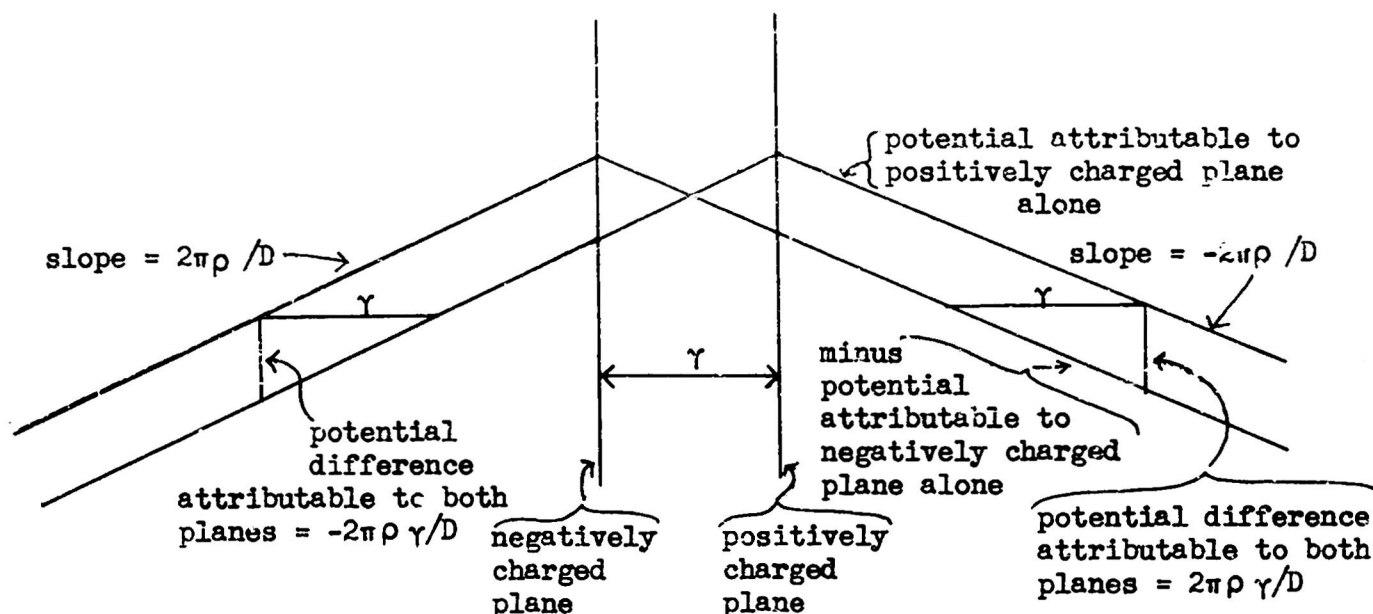 potential attributable to
positively charged plane
alone
slope = 2πρ /D
slope = -2πρ /D
γ
γ
γ
minus
potential
attributable to
negatively charged
plane alone
potential
difference
attributable to both
planes = -2πρ γ/D
negatively
charged
plane
positively
charged
plane
potential difference
attributable to both
planes = 2πρ γ/D